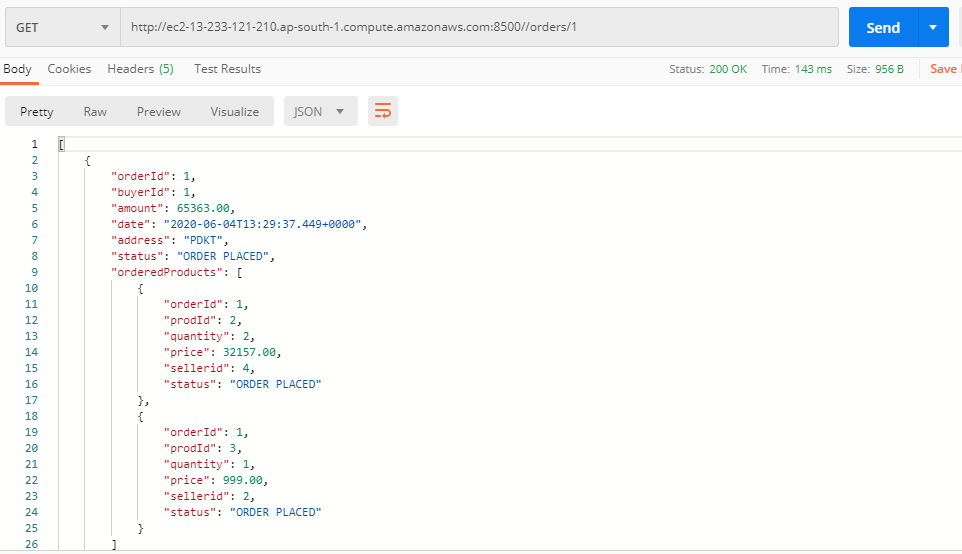 GET http://ec2-13-233-121-210.ap-south-1.compute.amazonaws.com:8500//orders/1 Send
Body Cookies Headers (5) Test Results Status: 200 OK Time: 143 ms Size: 956 B Save
Pretty Raw Preview Visualize JSON
1 [
2 {
3 "orderId": 1,
4 "buyerId": 1,
5 "amount": 65363.00,
6 "date": "2020-06-04T13:29:37.449+0000",
7 "address": "PDKT",
8 "status": "ORDER PLACED",
9 "orderedProducts": [
10 {
11 "orderId": 1,
12 "prodId": 2,
13 "quantity": 2,
14 "price": 32157.00,
15 "sellerid": 4,
16 "status": "ORDER PLACED"
17 },
18 {
19 "orderId": 1,
20 "prodId": 3,
21 "quantity": 1,
22 "price": 999.00,
23 "sellerid": 2,
24 "status": "ORDER PLACED"
25 }
26 ]